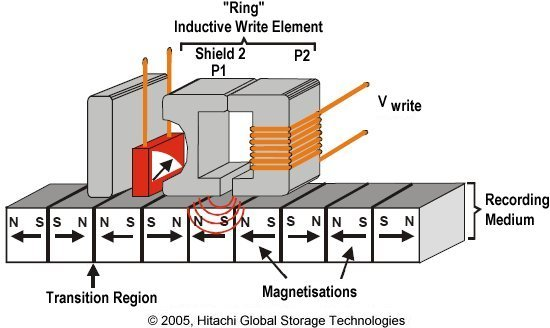 "Ring"
Inductive Write Element
Shield 2
P1
P2
V write
Recording
Medium
N S S N N S S N N S N S S N N S S N
Transition Region
Magnetisations
© 2005, Hitachi Global Storage Technologies